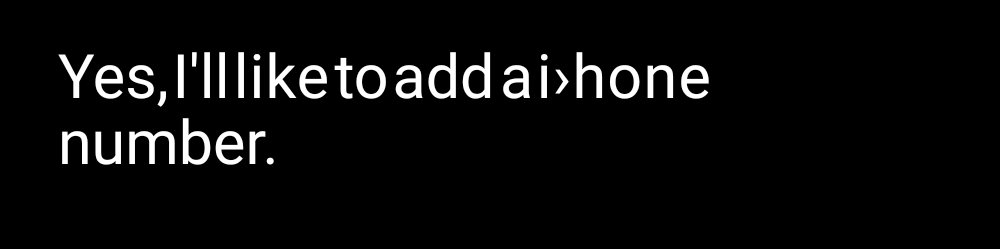 Yes, I'll like to add a i›hone
number.